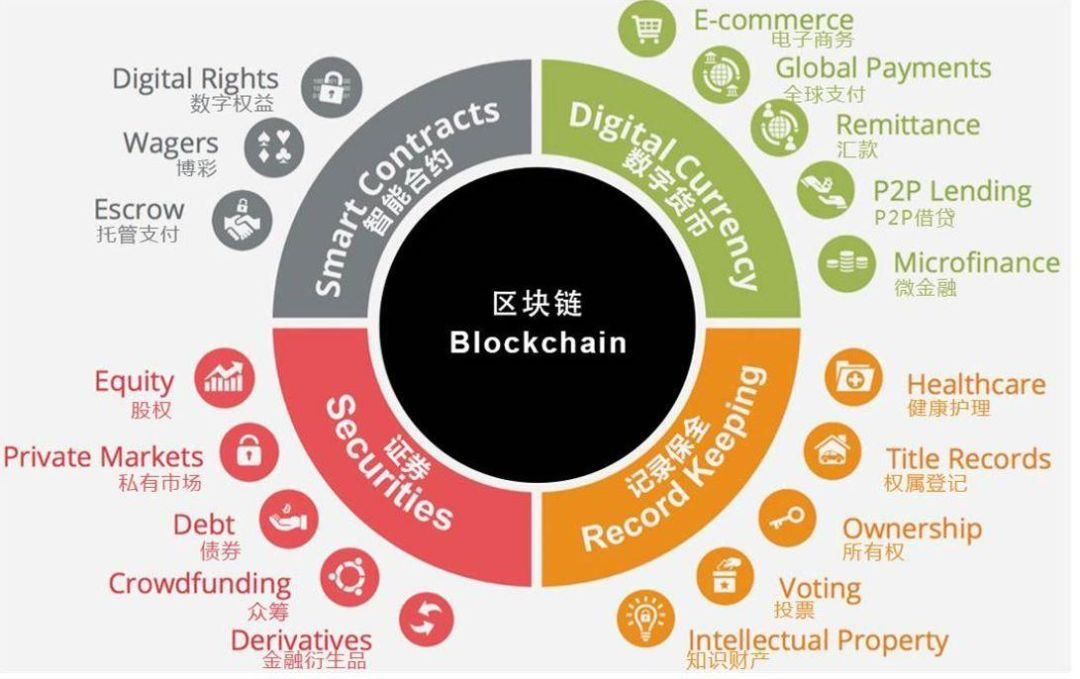 E-commerce
电子商务
Global Payments
全球支付
Remittance
汇款
P2P Lending
P2P借贷
Microfinance
微金融
Digital Currency
数字货币
Digital Rights
数字权益
Wagers
博彩
Escrow
托管支付
Smart Contracts
智能合约
区块链
Blockchain
Equity
股权
Private Markets
私有市场
Debt
债券
Crowdfunding
众筹
Derivatives
金融衍生品
证券
Securities
记录保全
Record Keeping
Healthcare
健康护理
Title Records
权属登记
Ownership
所有权
Voting
投票
Intellectual Property
知识财产